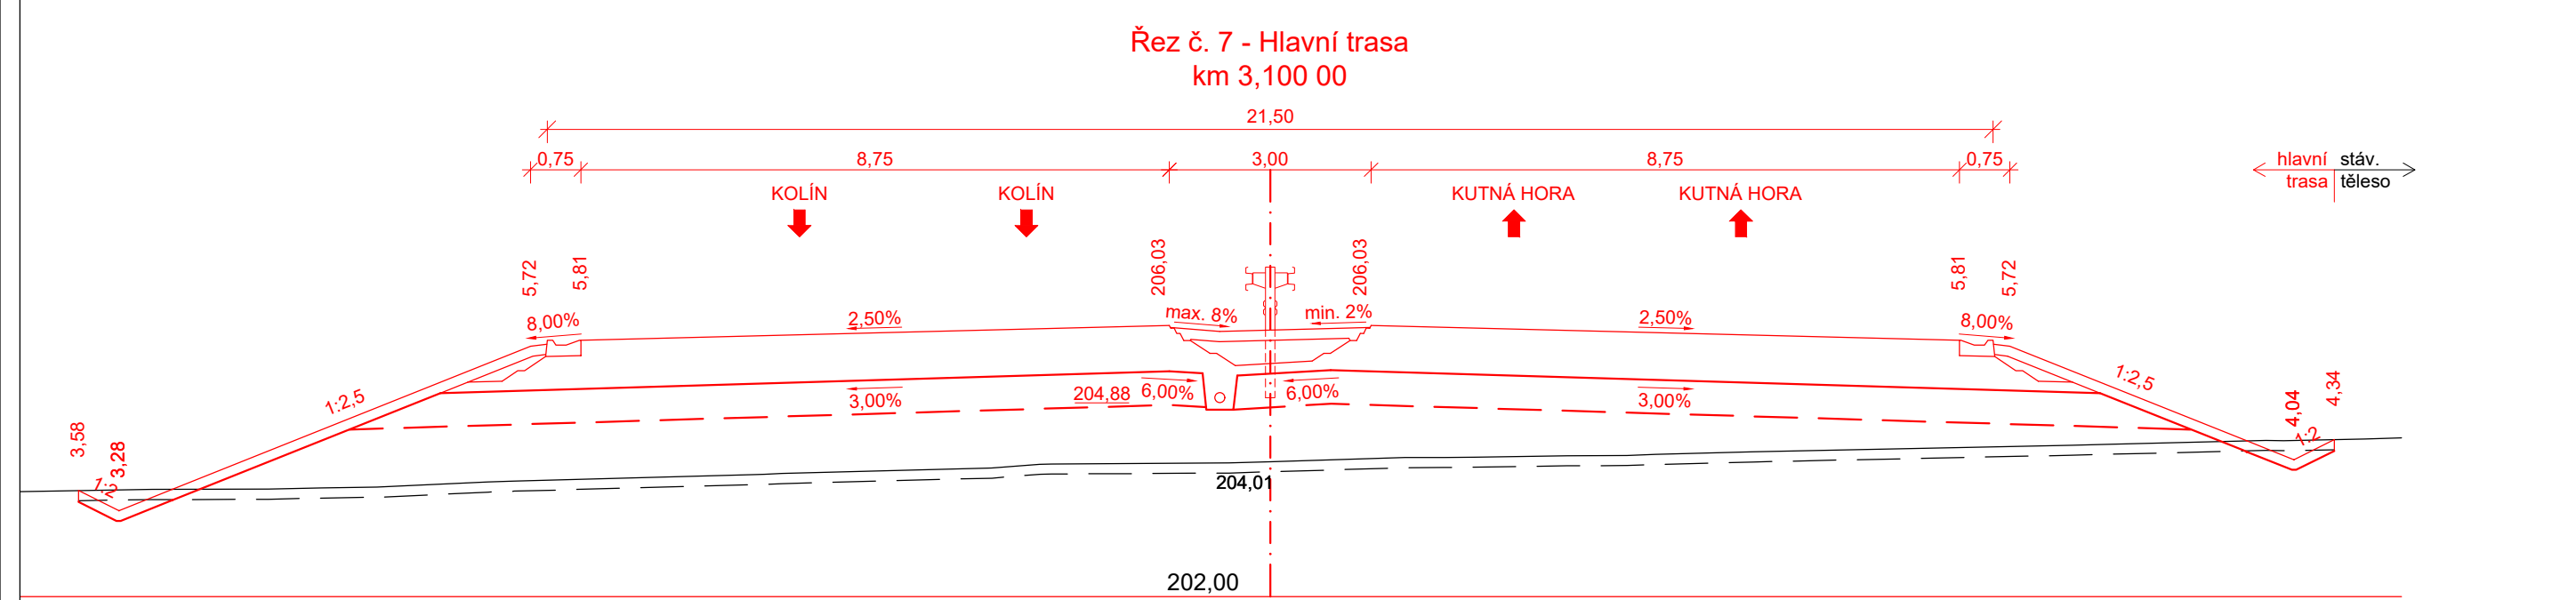 Řez č. 7 - Hlavní trasa
km 3,100 00
21,50
0,75 8,75 3,00 8,75 0,75
hlavní stáv.
trasa těleso
KOLÍN KOLÍN KUTNÁ HORA KUTNÁ HORA
5,72 5,81 206,03 206,03 5,81 5,72
8,00% 2,50% max. 8% min. 2% 2,50% 8,00%
1:2,5 3,00% 204,88 6,00% 6,00% 3,00% 1:2,5
3,58 3,28 4,04 4,34
1:2 1:2
204,01
202,00